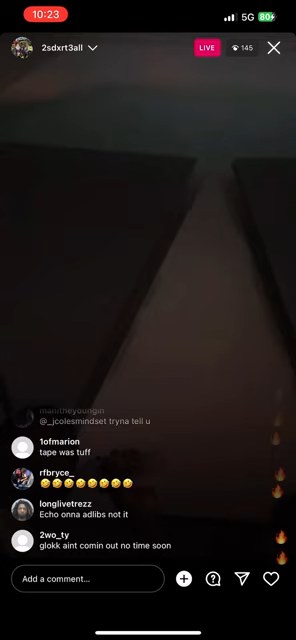 10:23
5G 80
2sdxrt3all
LIVE
145
manitheyoungin
@_jcolesmindset tryna tell u
1ofmarion
tape was tuff
rfbryce_
🤣🤣🤣🤣🤣🤣🤣🤣🤣
longlivetrezz
Echo onna adlibs not it
2wo_ty
glokk aint comin out no time soon
Add a comment...